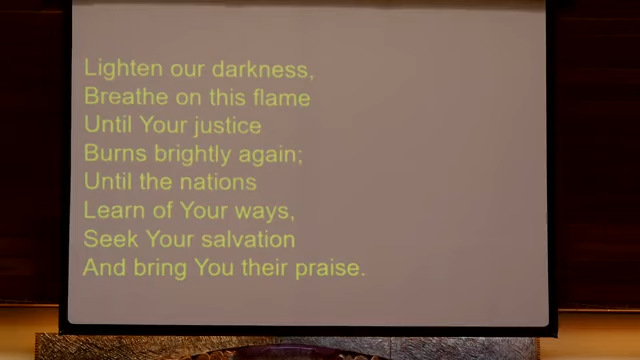 Lighten our darkness,
Breathe on this flame
Until Your justice
Burns brightly again;
Until the nations
Learn of Your ways,
Seek Your salvation
And bring You their praise.